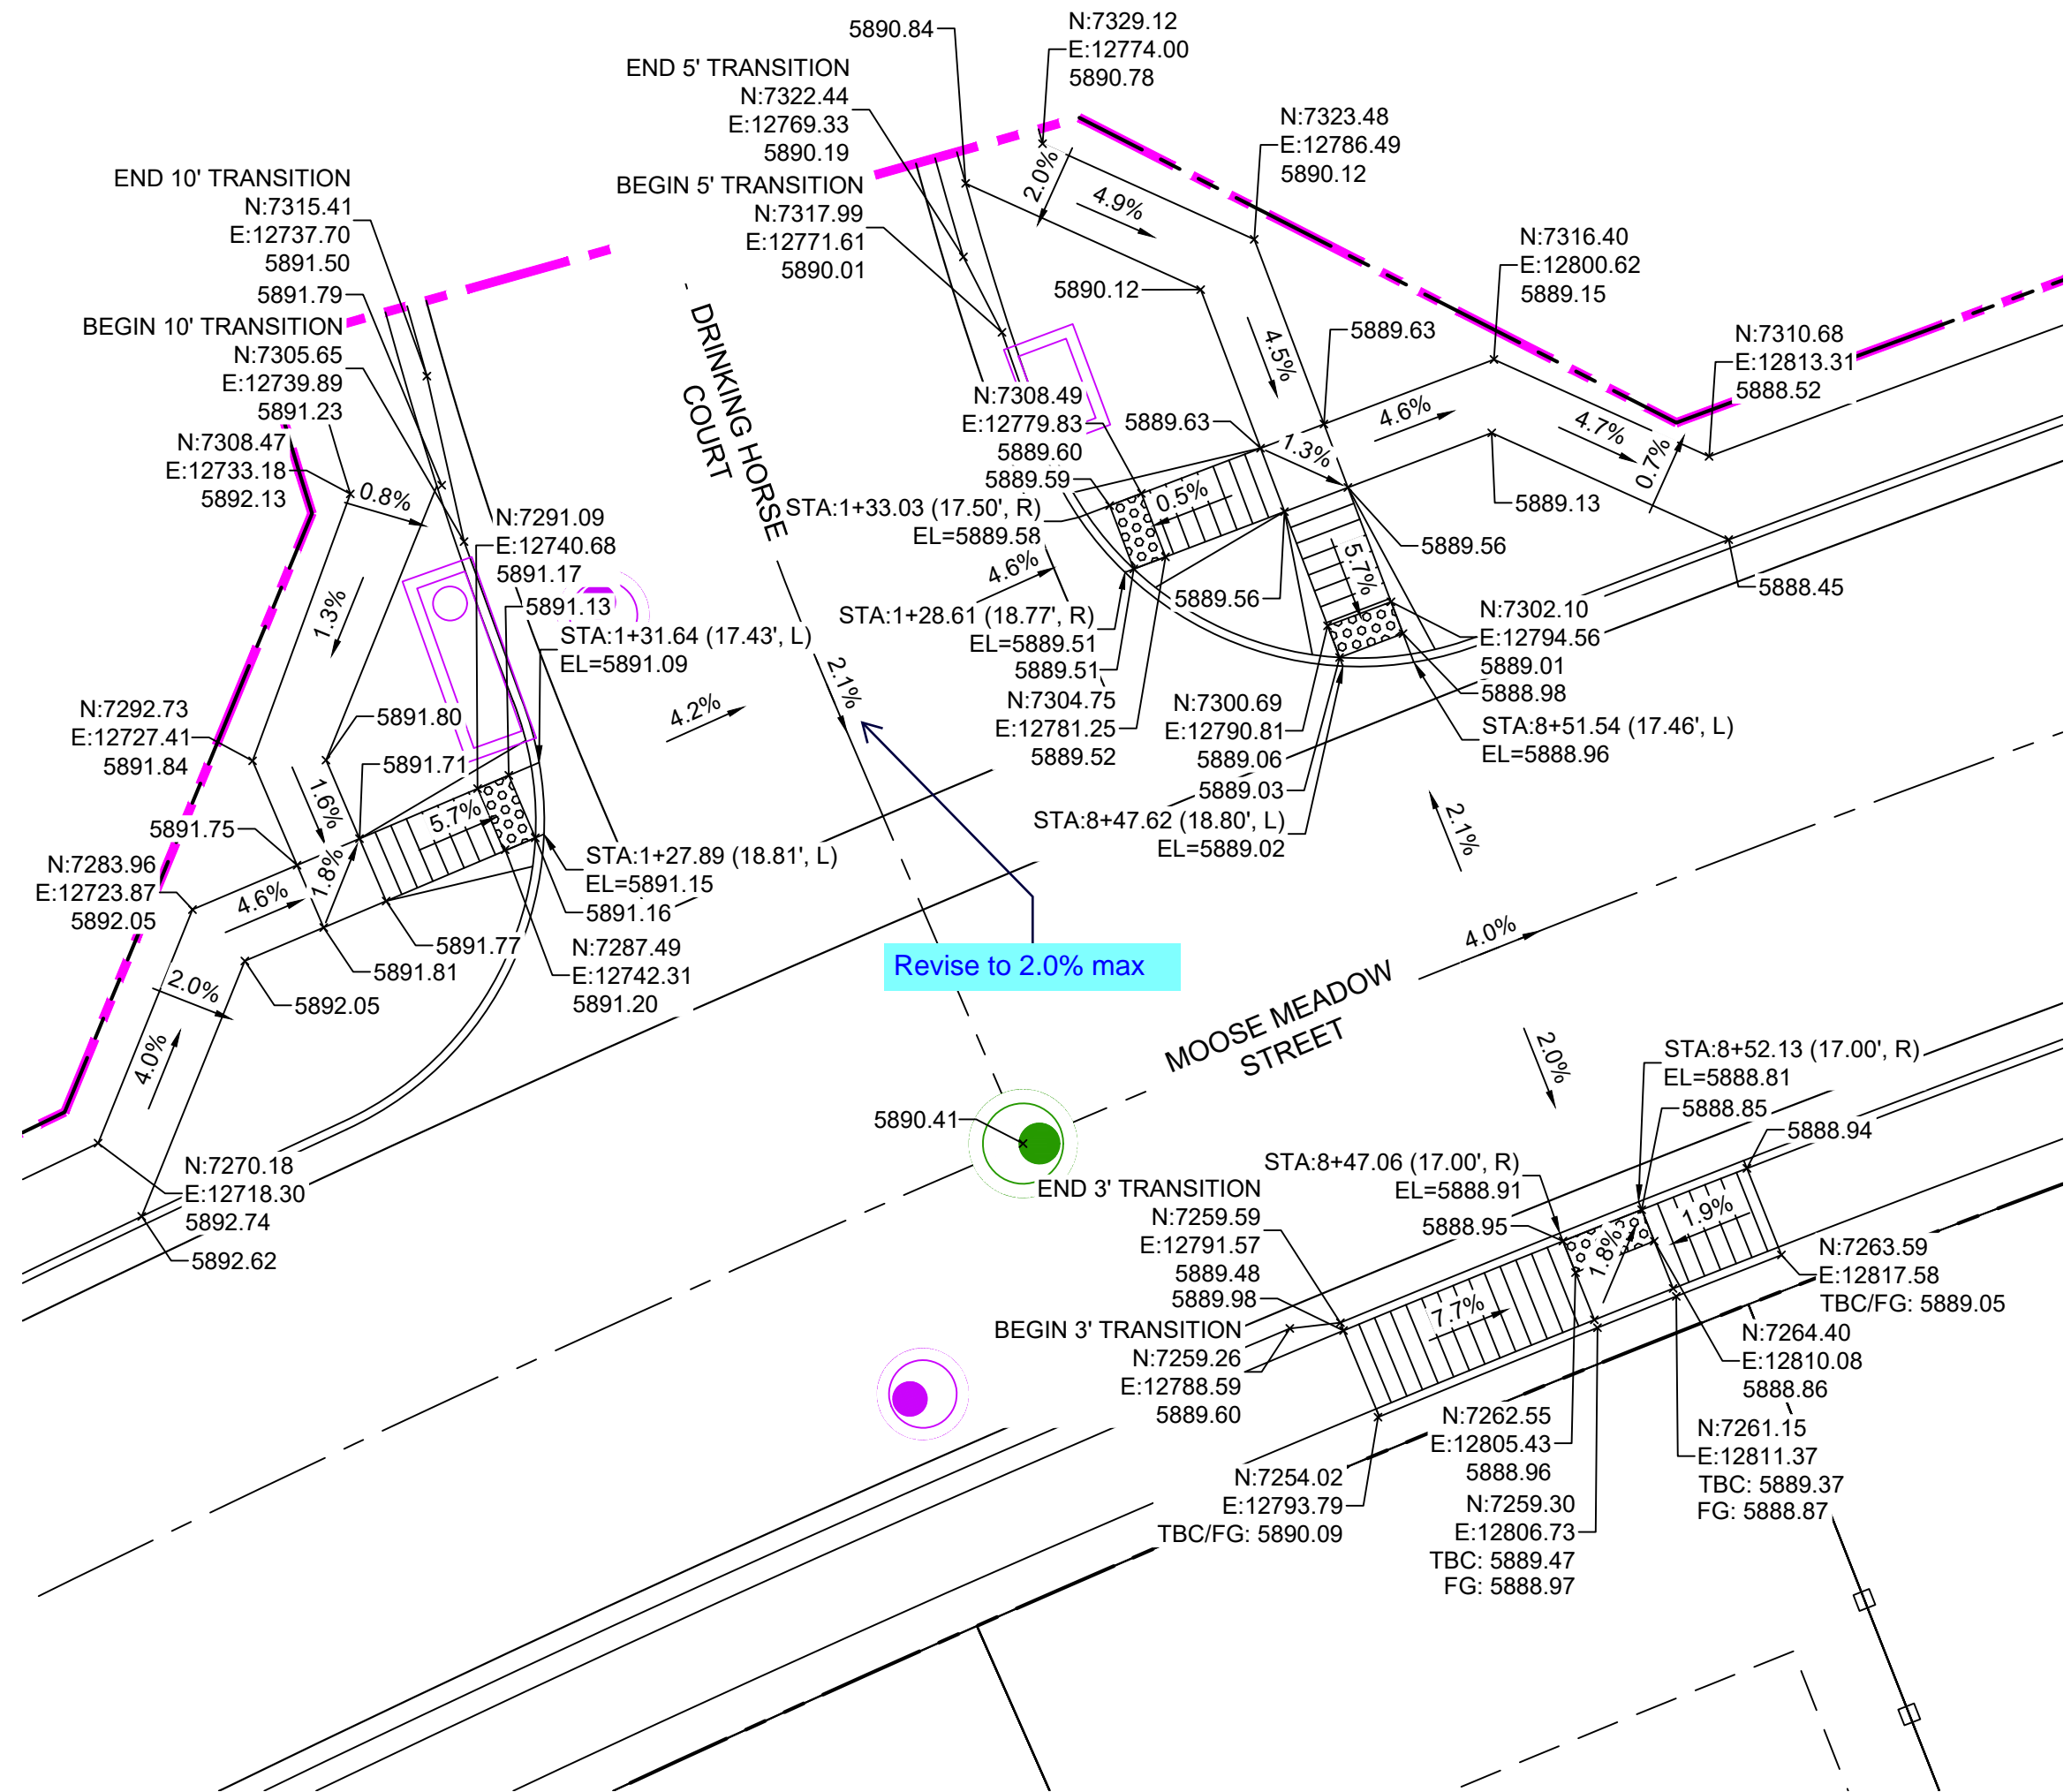 5890.84
N:7329.12
E:12774.00
5890.78
END 5' TRANSITION
N:7322.44
E:12769.33
5890.19
N:7323.48
E:12786.49
5890.12
BEGIN 5' TRANSITION
N:7317.99
E:12771.61
5890.01
2.0%
4.9%
END 10' TRANSITION
N:7315.41
E:12737.70
5891.50
5891.79
BEGIN 10' TRANSITION
N:7305.65
E:12739.89
5891.23
N:7308.47
E:12733.18
5892.13
0.8%
N:7316.40
E:12800.62
5889.15
5890.12
4.5%
5889.63
N:7310.68
E:12813.31
5888.52
DRINKING HORSE
COURT
N:7308.49
E:12779.83
5889.60
5889.59
5889.63
1.3%
4.6%
4.7%
0.7%
STA:1+33.03 (17.50', R)
EL=5889.58
0.5%
5889.13
5889.56
4.6%
5.7%
5888.45
N:7291.09
E:12740.68
5891.17
5891.13
STA:1+31.64 (17.43', L)
EL=5891.09
1.3%
STA:1+28.61 (18.77', R)
EL=5889.51
5889.51
5889.56
N:7304.75
E:12781.25
5889.52
N:7302.10
E:12794.56
5889.01
5888.98
N:7300.69
E:12790.81
5889.06
5889.03
STA:8+51.54 (17.46', L)
EL=5888.96
STA:8+47.62 (18.80', L)
EL=5889.02
2.1%
4.2%
N:7292.73
E:12727.41
5891.84
5891.80
5891.71
1.6%
5.7%
5891.75
1.8%
N:7283.96
E:12723.87
5892.05
4.6%
STA:1+27.89 (18.81', L)
EL=5891.15
5891.16
5891.77
5891.81
N:7287.49
E:12742.31
5891.20
2.0%
5892.05
4.0%
2.1%
4.0%
Revise to 2.0% max
MOOSE MEADOW
STREET
2.0%
5890.41
STA:8+52.13 (17.00', R)
EL=5888.81
5888.85
5888.94
N:7270.18
E:12718.30
5892.74
5892.62
STA:8+47.06 (17.00', R)
EL=5888.91
5888.95
END 3' TRANSITION
N:7259.59
E:12791.57
5889.48
5889.98
BEGIN 3' TRANSITION
N:7259.26
E:12788.59
5889.60
7.7%
1.8%
1.9%
N:7263.59
E:12817.58
TBC/FG: 5889.05
N:7264.40
E:12810.08
5888.86
N:7262.55
E:12805.43
5888.96
N:7261.15
E:12811.37
TBC: 5889.37
FG: 5888.87
N:7254.02
E:12793.79
TBC/FG: 5890.09
N:7259.30
E:12806.73
TBC: 5889.47
FG: 5888.97